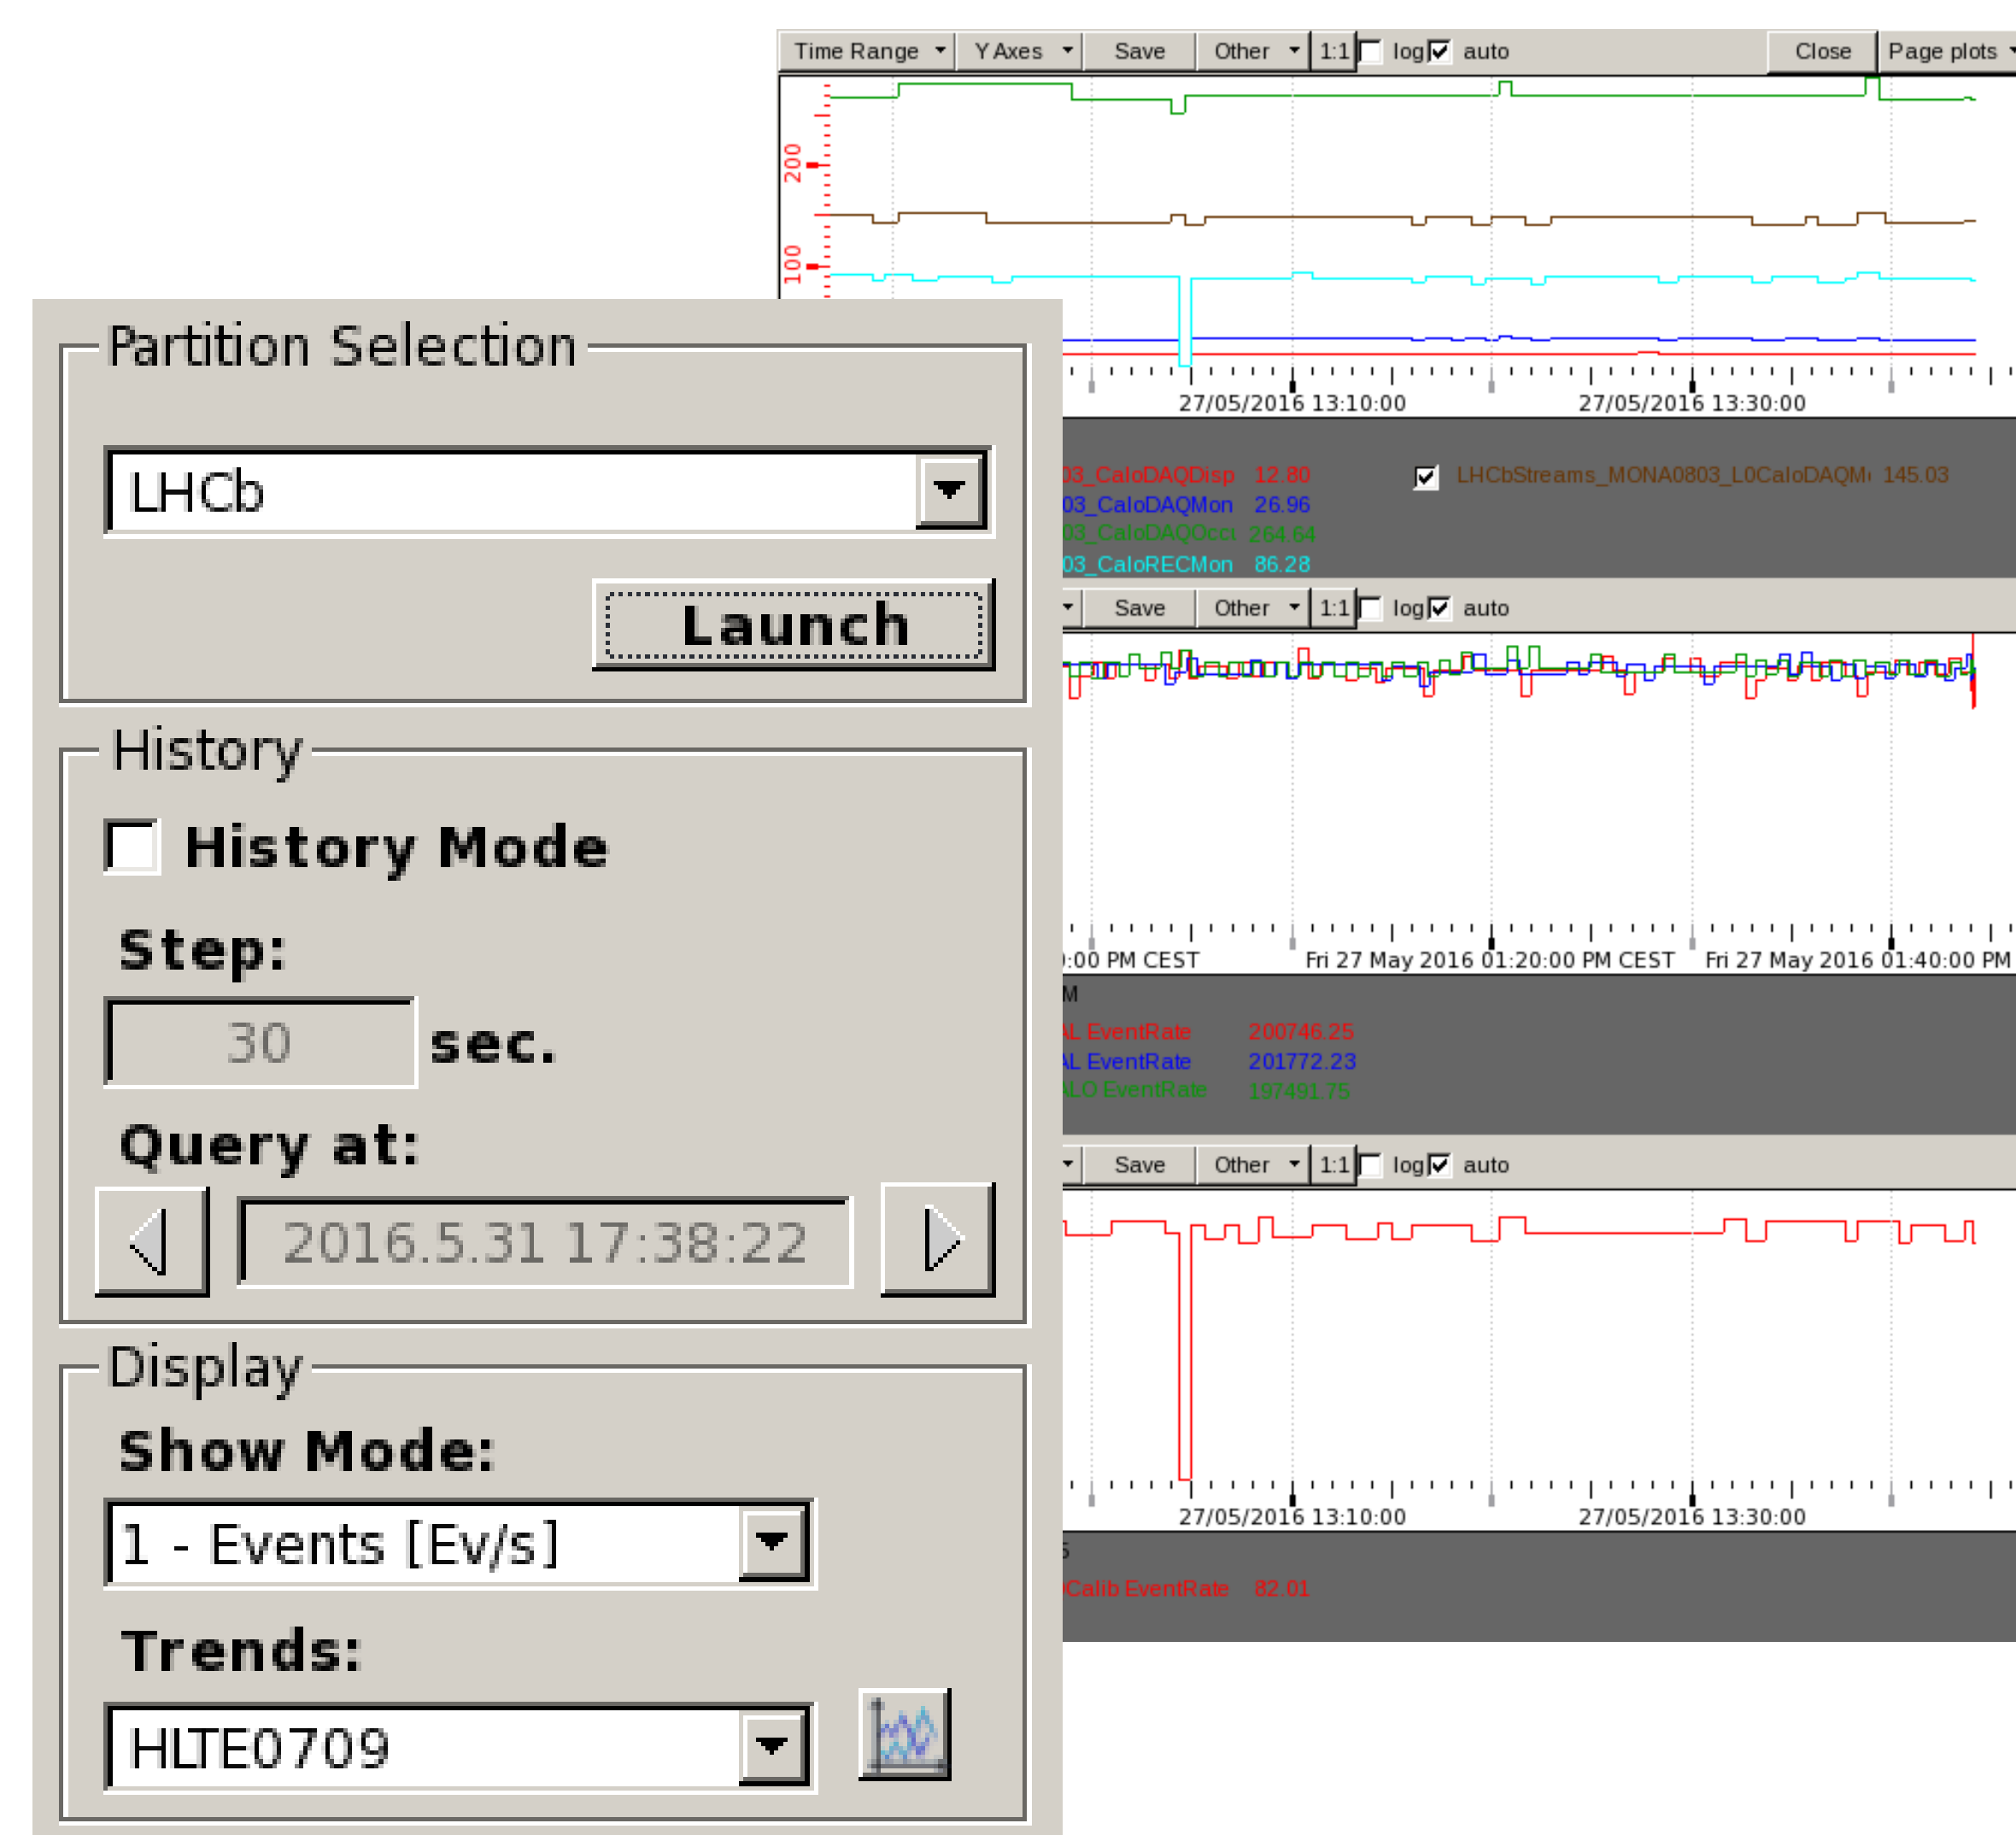 Time Range Y Axes Save Other 1:1 log auto Close Page plots
200
100
27/05/2016 13:10:00 27/05/2016 13:30:00
03_CaloDAQDisp 12.80 LHCbStreams_MONA0803_L0CaloDAQM 145.03
03_CaloDAQMon 26.96
03_CaloDAQOccu 264.64
03_CaloRECMon 86.28
Save Other 1:1 log auto
:00 PM CEST Fri 27 May 2016 01:20:00 PM CEST Fri 27 May 2016 01:40:00 PM
M
AL EventRate 200746.25
AL EventRate 201772.23
ALO EventRate 197491.75
Save Other 1:1 log auto
27/05/2016 13:10:00 27/05/2016 13:30:00
Calib EventRate 82.01
Partition Selection
LHCb
Launch
History
History Mode
Step:
30 sec.
Query at:
2016.5.31 17:38:22
Display
Show Mode:
1 - Events [Ev/s]
Trends:
HLTE0709